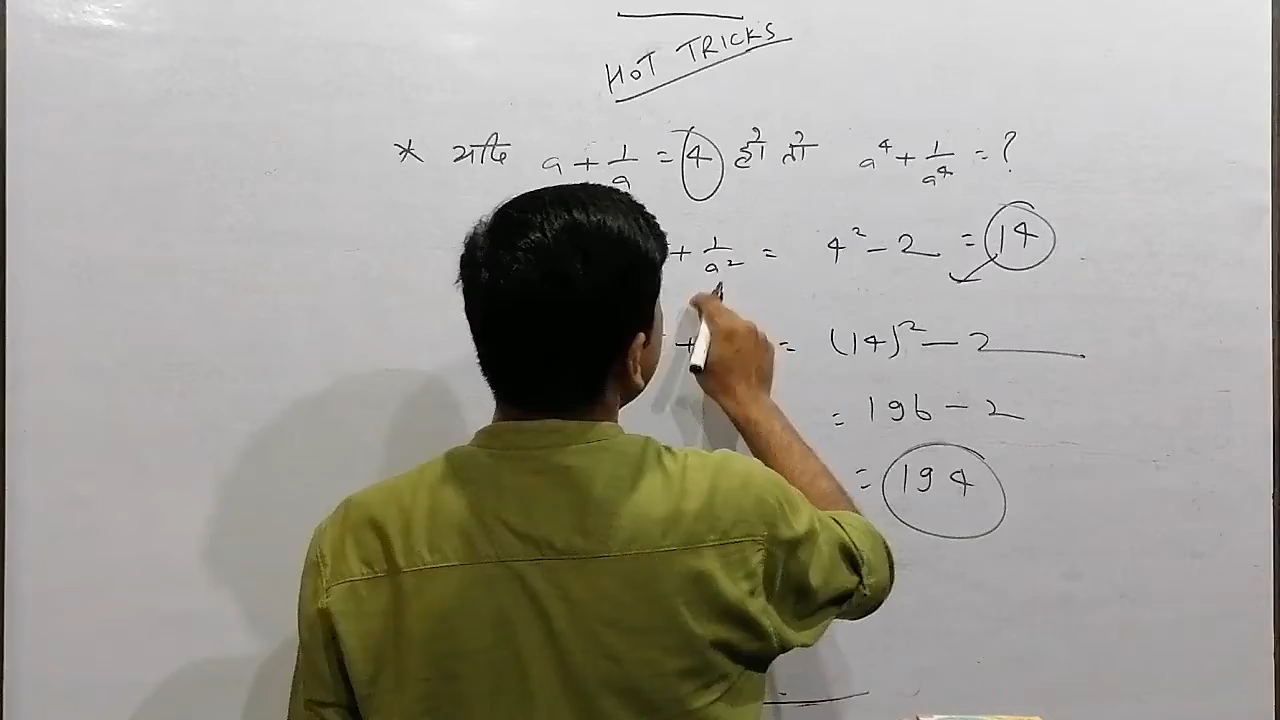 HOT TRICKS
* यदि a + 1/a = 4 हो तो a⁴ + 1/a⁴ = ?
+ 1/a² = 4² - 2 = 14
+ = (14)² - 2
= 196 - 2
= 194